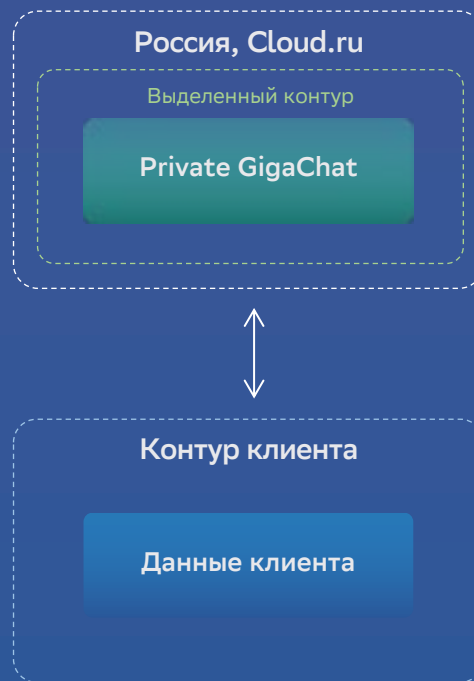 Россия, Cloud.ru
Выделенный контур
Private GigaChat
Контур клиента
Данные клиента